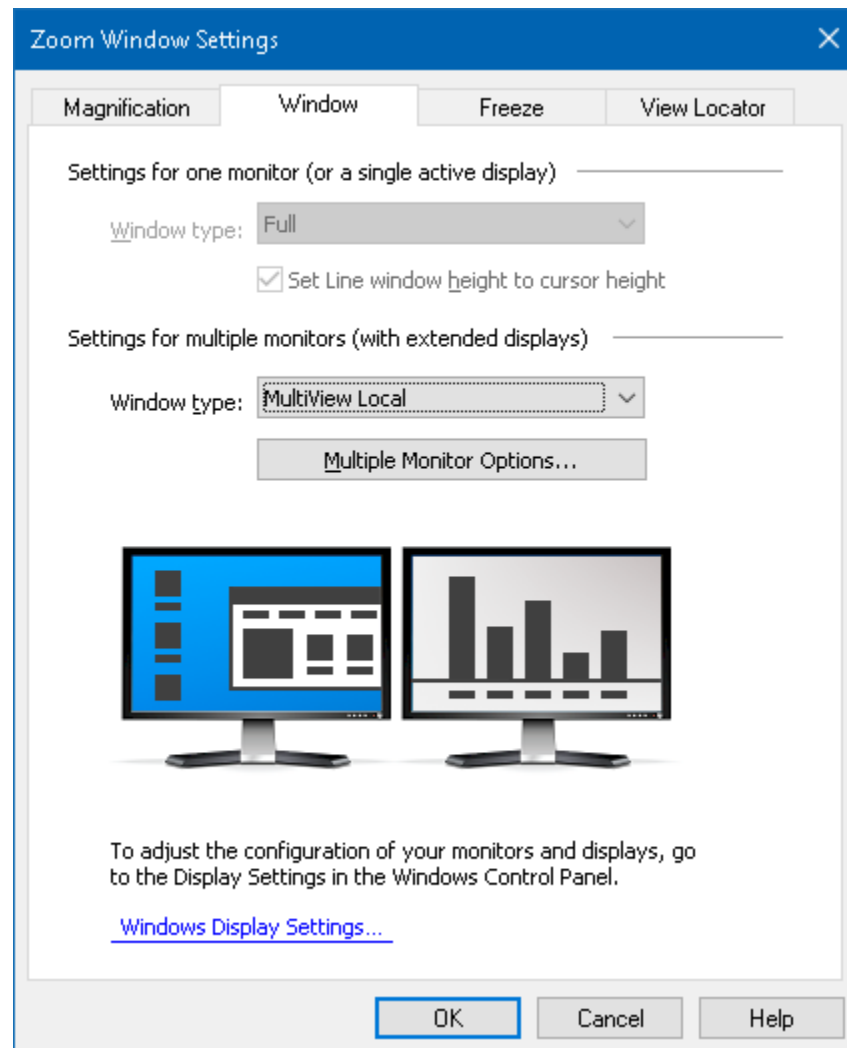 Zoom Window Settings
Magnification Window Freeze View Locator
Settings for one monitor (or a single active display)
Window type: Full
Set Line window height to cursor height
Settings for multiple monitors (with extended displays)
Window type: MultiView Local
Multiple Monitor Options...
To adjust the configuration of your monitors and displays, go
to the Display Settings in the Windows Control Panel.
Windows Display Settings...
OK Cancel Help